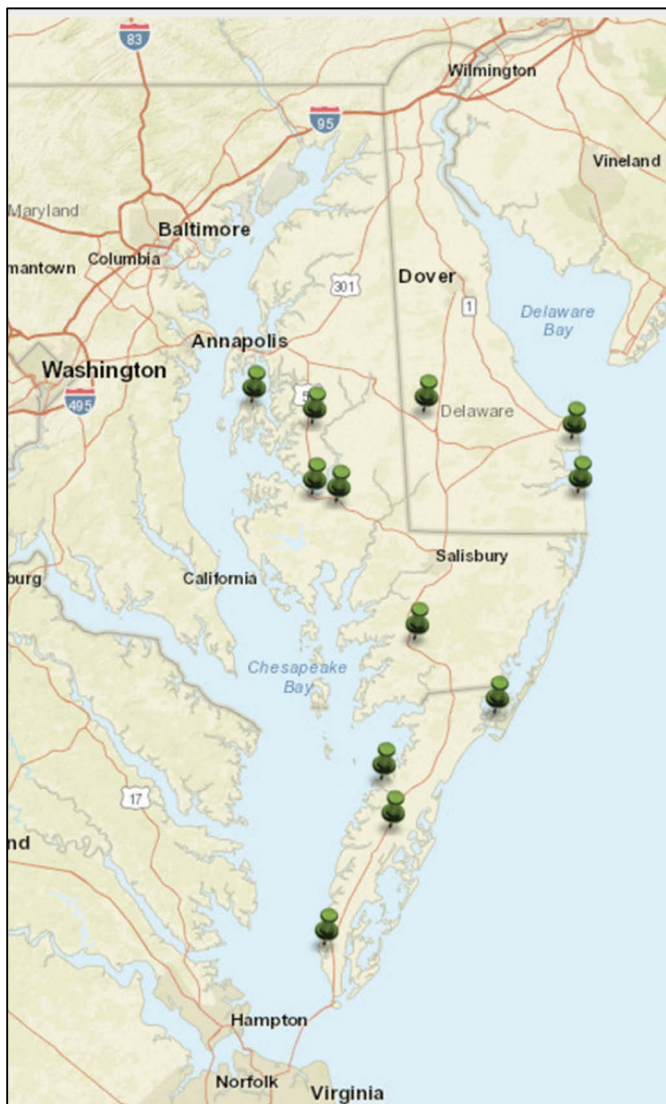 83
Wilmington
95
Vineland
Maryland
Baltimore
mantown
Columbia
Dover
301
1
Delaware
Bay
Annapolis
Washington
495
5
Delaware
Salisbury
burg
California
Chesapeake
Bay
17
nd
Hampton
Norfolk
Virginia